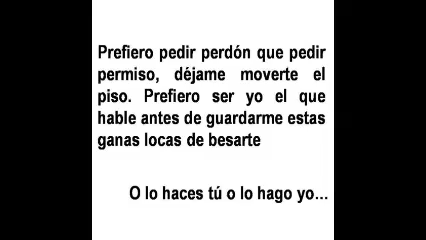 Prefiero pedir perdón que pedir
permiso, déjame moverte el
piso. Prefiero ser yo el que
hable antes de guardarme estas
ganas locas de besarte
O lo haces tú o lo hago yo...